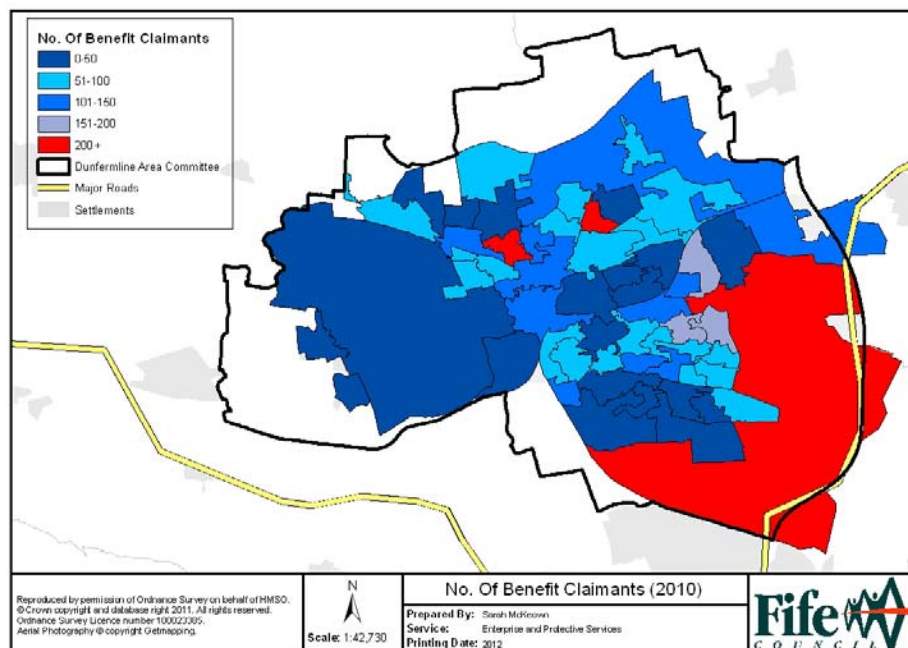 No. Of Benefit Claimants
0-50
51-100
101-150
151-200
200+
Dunfermline Area Committee
Major Roads
Settlements
Reproduced by permission of Ordnance Survey on behalf of HMSO.
© Crown copyright and database right 2011. All rights reserved.
Ordnance Survey Licence number 100023385.
Aerial Photography © copyright Getmapping.
N
Scale: 1:42,730
No. Of Benefit Claimants (2010)
Prepared By: Sarah McKeown
Service: Enterprise and Protective Services
Printing Date: 2012
Fife
COUNCIL